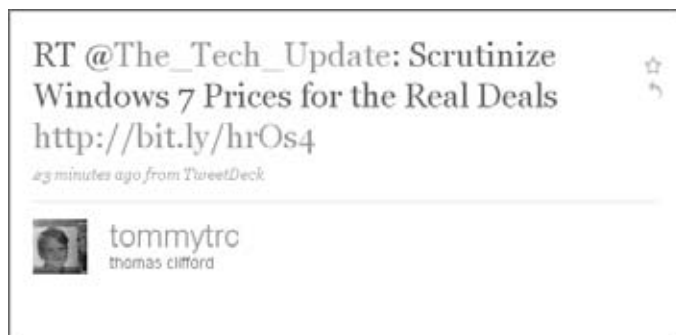 RT @The_Tech_Update: Scrutinize
Windows 7 Prices for the Real Deals
http://bit.ly/hrOs4
23 minutes ago from TweetDeck
tommytrc
thomas clifford